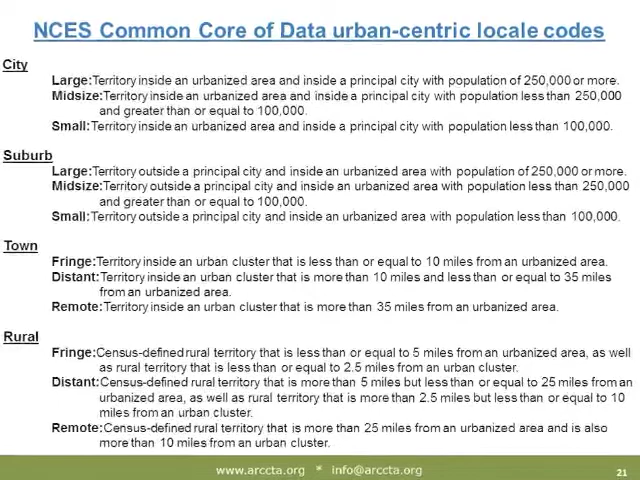 NCES Common Core of Data urban-centric locale codes
City
Large:Territory inside an urbanized area and inside a principal city with population of 250,000 or more.
Midsize:Territory inside an urbanized area and inside a principal city with population less than 250,000
and greater than or equal to 100,000.
Small:Territory inside an urbanized area and inside a principal city with population less than 100,000.
Suburb
Large:Territory outside a principal city and inside an urbanized area with population of 250,000 or more.
Midsize:Territory outside a principal city and inside an urbanized area with population less than 250,000
and greater than or equal to 100,000.
Small:Territory outside a principal city and inside an urbanized area with population less than 100,000.
Town
Fringe:Territory inside an urban cluster that is less than or equal to 10 miles from an urbanized area.
Distant:Territory inside an urban cluster that is more than 10 miles and less than or equal to 35 miles
from an urbanized area.
Remote:Territory inside an urban cluster that is more than 35 miles from an urbanized area.
Rural
Fringe:Census-defined rural territory that is less than or equal to 5 miles from an urbanized area, as well
as rural territory that is less than or equal to 2.5 miles from an urban cluster.
Distant:Census-defined rural territory that is more than 5 miles but less than or equal to 25 miles from an
urbanized area, as well as rural territory that is more than 2.5 miles but less than or equal to 10
miles from an urban cluster.
Remote:Census-defined rural territory that is more than 25 miles from an urbanized area and is also
more than 10 miles from an urban cluster.
www.arccta.org * info@arccta.org
21